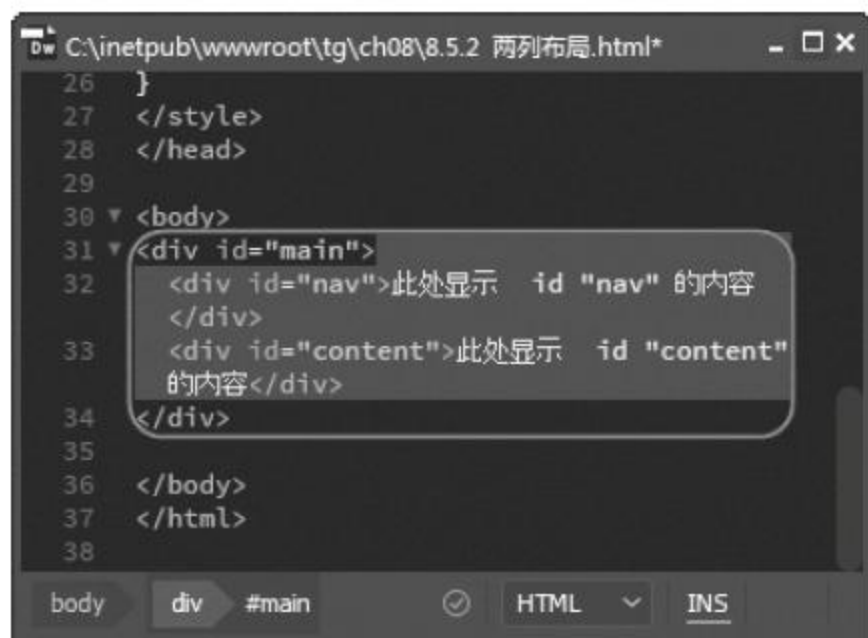 Dw C:\inetpub\wwwroot\tg\ch08\8.5.2 两列布局.html*
26 }
27 </style>
28 </head>
29
30 <body>
31 <div id="main">
32 <div id="nav">此处显示 id "nav" 的内容
</div>
33 <div id="content">此处显示 id "content"
的内容</div>
34 </div>
35
36 </body>
37 </html>
38
body div #main HTML INS